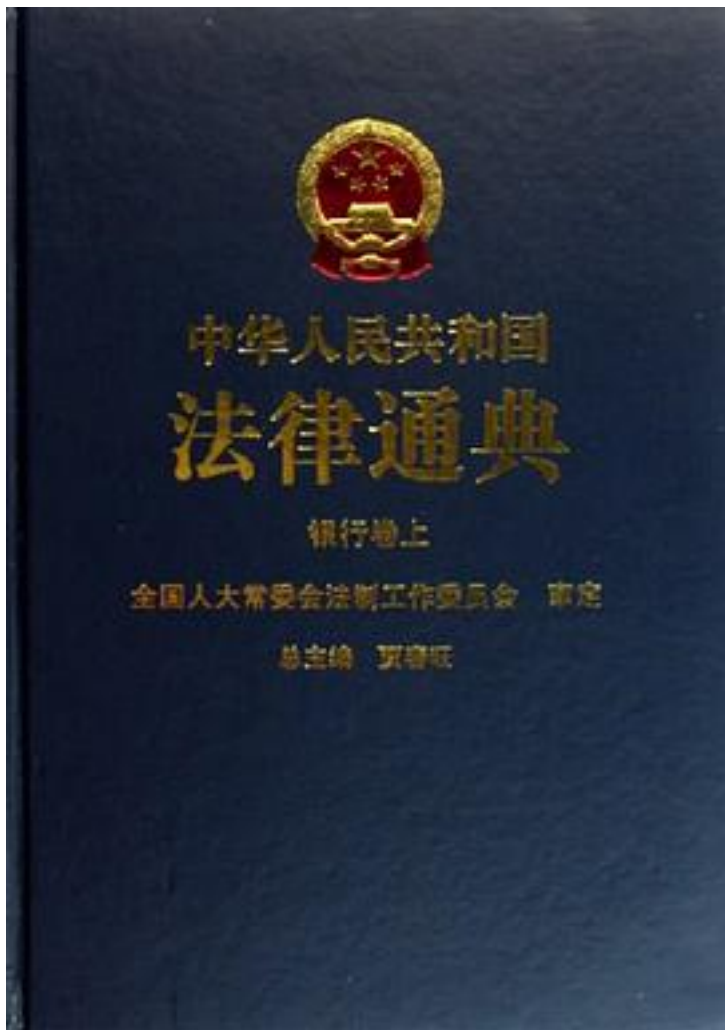 中华人民共和国
法律通典
银行卷上
全国人大常委会法制工作委员会 审定
总主编 贾春旺